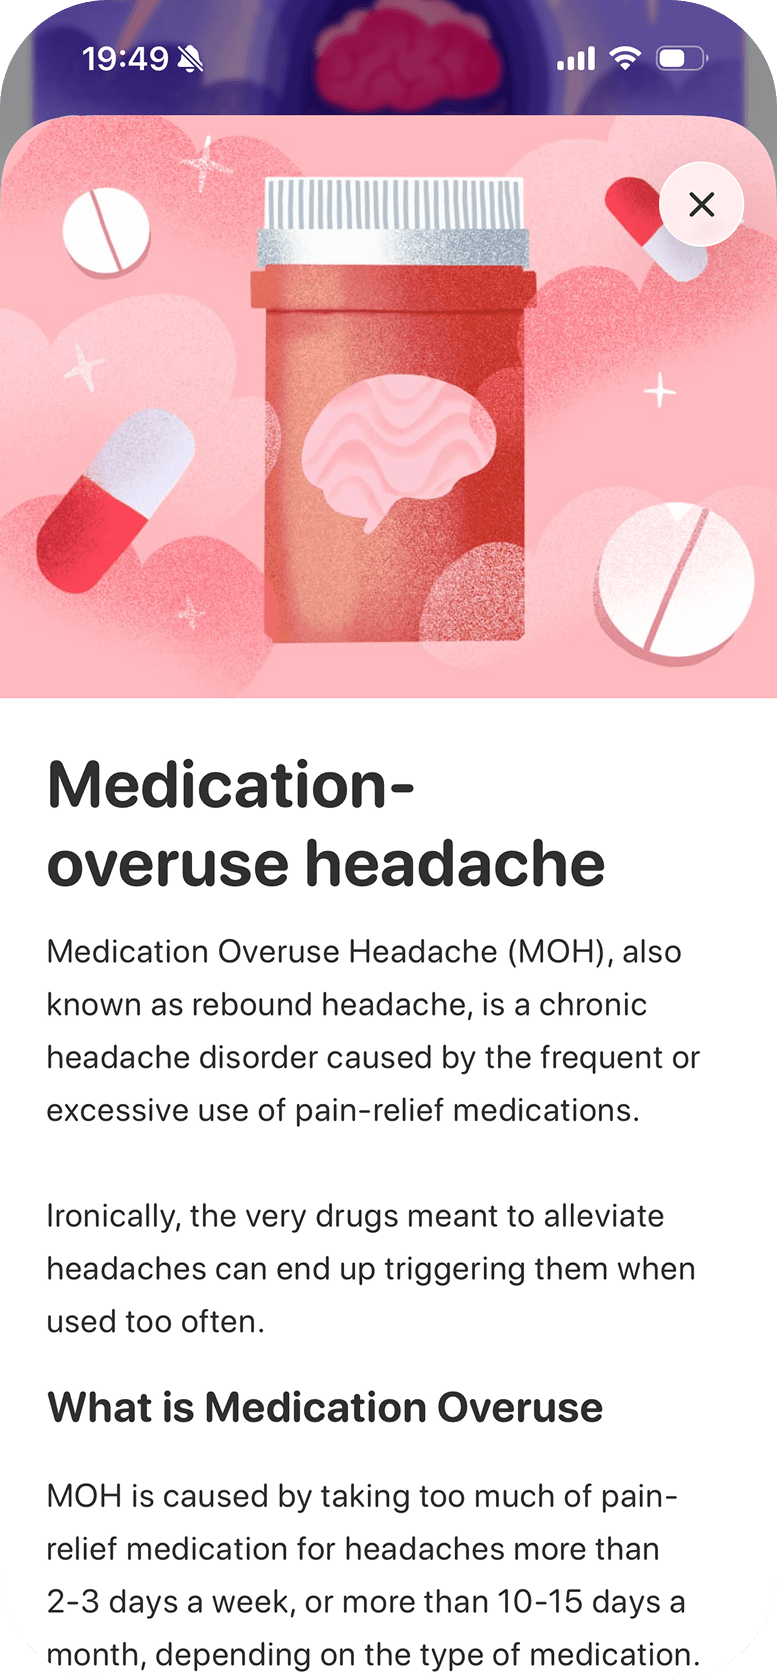 19:49
Medication-
overuse headache
Medication Overuse Headache (MOH), also
known as rebound headache, is a chronic
headache disorder caused by the frequent or
excessive use of pain-relief medications.
Ironically, the very drugs meant to alleviate
headaches can end up triggering them when
used too often.
What is Medication Overuse
MOH is caused by taking too much of pain-
relief medication for headaches more than
2-3 days a week, or more than 10-15 days a
month, depending on the type of medication.